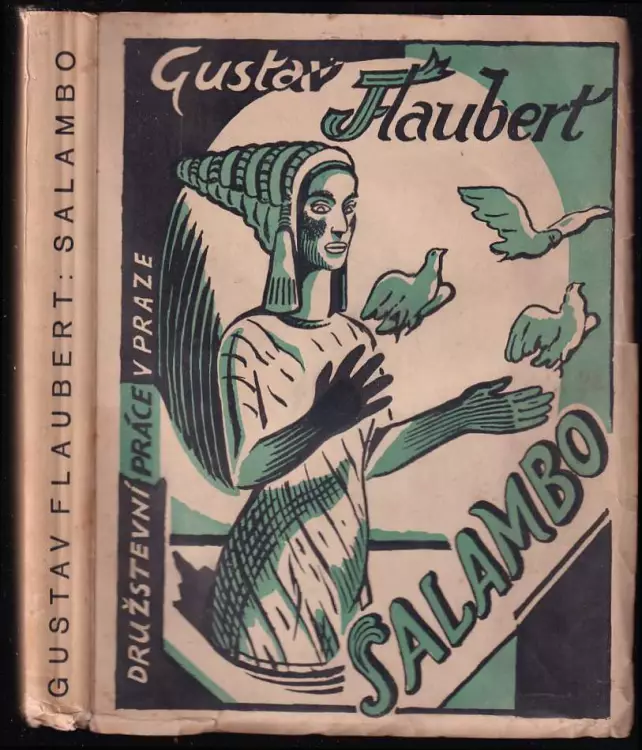 GUSTAV FLAUBERT: SALAMBO
Gustav
Flaubert
DRUŽSTEVNÍ PRÁCE V PRAZE
SALAMBO